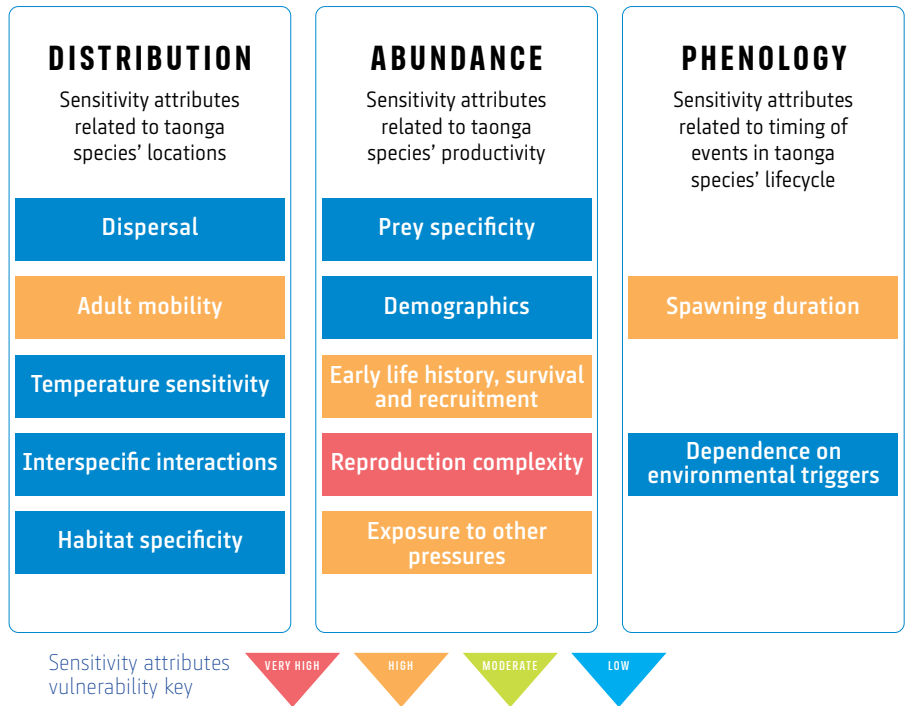 DISTRIBUTION
Sensitivity attributes
related to taonga
species’ locations
Dispersal
Adult mobility
Temperature sensitivity
Interspecific interactions
Habitat specificity
ABUNDANCE
Sensitivity attributes
related to taonga
species’ productivity
Prey specificity
Demographics
Early life history, survival
and recruitment
Reproduction complexity
Exposure to other
pressures
PHENOLOGY
Sensitivity attributes
related to timing of
events in taonga
species’ lifecycle
Spawning duration
Dependence on
environmental triggers
Sensitivity attributes
vulnerability key
VERY HIGH
HIGH
MODERATE
LOW